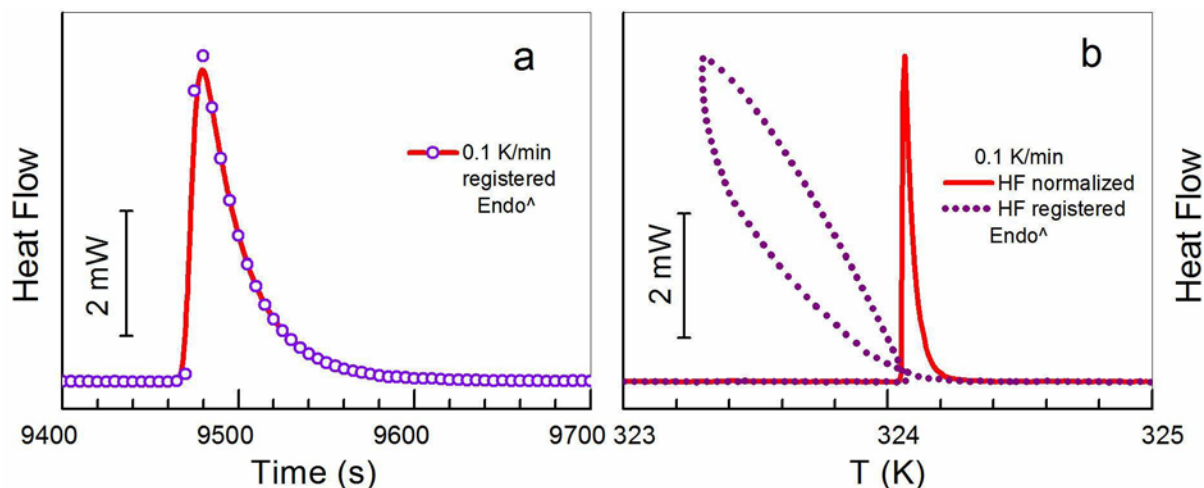 a
b
Heat Flow
2 mW
0.1 K/min
registered
Endo^
9400
9500
9600
9700
Time (s)
2 mW
0.1 K/min
HF normalized
HF registered
Endo^
323
324
325
T (K)
Heat Flow